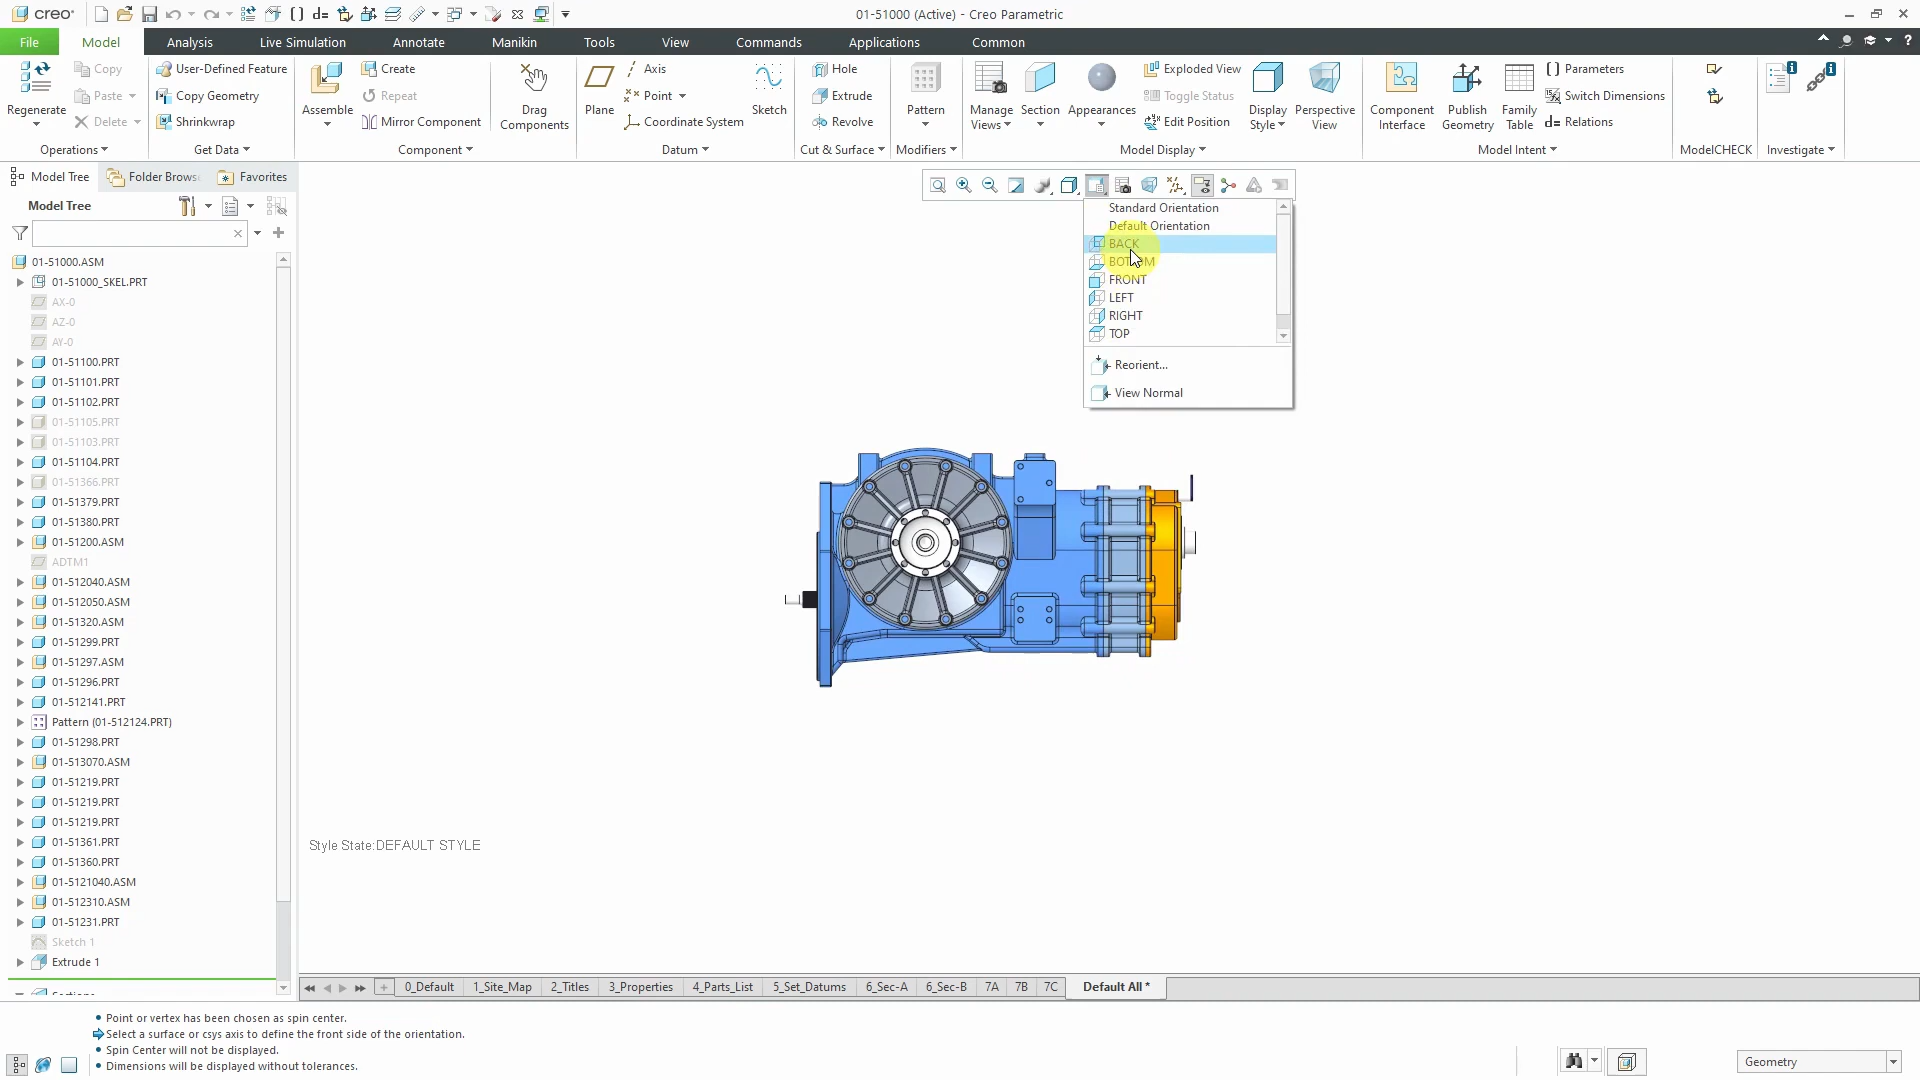 creo
01-51000 (Active) - Creo Parametric
File
Model
Analysis
Live Simulation
Annotate
Manikin
Tools
View
Commands
Applications
Common
Regenerate
Copy
Paste
Delete
Operations
User-Defined Feature
Copy Geometry
Shrinkwrap
Get Data
Assemble
Create
Repeat
Mirror Component
Component
Drag Components
Plane
Axis
Point
Coordinate System
Sketch
Datum
Hole
Extrude
Revolve
Cut & Surface
Pattern
Modifiers
Manage Views
Section
Appearances
Exploded View
Toggle Status
Edit Position
Display Style
Perspective View
Model Display
Component Interface
Publish Geometry
Family Table
Parameters
Switch Dimensions
Relations
Model Intent
ModelCHECK
Investigate
Model Tree
Folder Brows
Favorites
Model Tree
Standard Orientation
Default Orientation
BACK
BOTTOM
FRONT
LEFT
RIGHT
TOP
Reorient...
View Normal
01-51000.ASM
01-51000_SKEL.PRT
AX-0
AZ-0
AY-0
01-51100.PRT
01-51101.PRT
01-51102.PRT
01-51105.PRT
01-51103.PRT
01-51104.PRT
01-51366.PRT
01-51379.PRT
01-51380.PRT
01-51200.ASM
ADTM1
01-512040.ASM
01-512050.ASM
01-51320.ASM
01-51299.PRT
01-51297.ASM
01-51296.PRT
01-512141.PRT
Pattern (01-512124.PRT)
01-51298.PRT
01-513070.ASM
01-51219.PRT
01-51219.PRT
01-51219.PRT
01-51361.PRT
01-51360.PRT
01-5121040.ASM
01-512310.ASM
01-51231.PRT
Sketch 1
Extrude 1
Style State:DEFAULT STYLE
0_Default
1_Site_Map
2_Titles
3_Properties
4_Parts_List
5_Set_Datums
6_Sec-A
6_Sec-B
7A
7B
7C
Default All *
• Point or vertex has been chosen as spin center.
Select a surface or csys axis to define the front side of the orientation.
• Spin Center will not be displayed.
• Dimensions will be displayed without tolerances.
Geometry